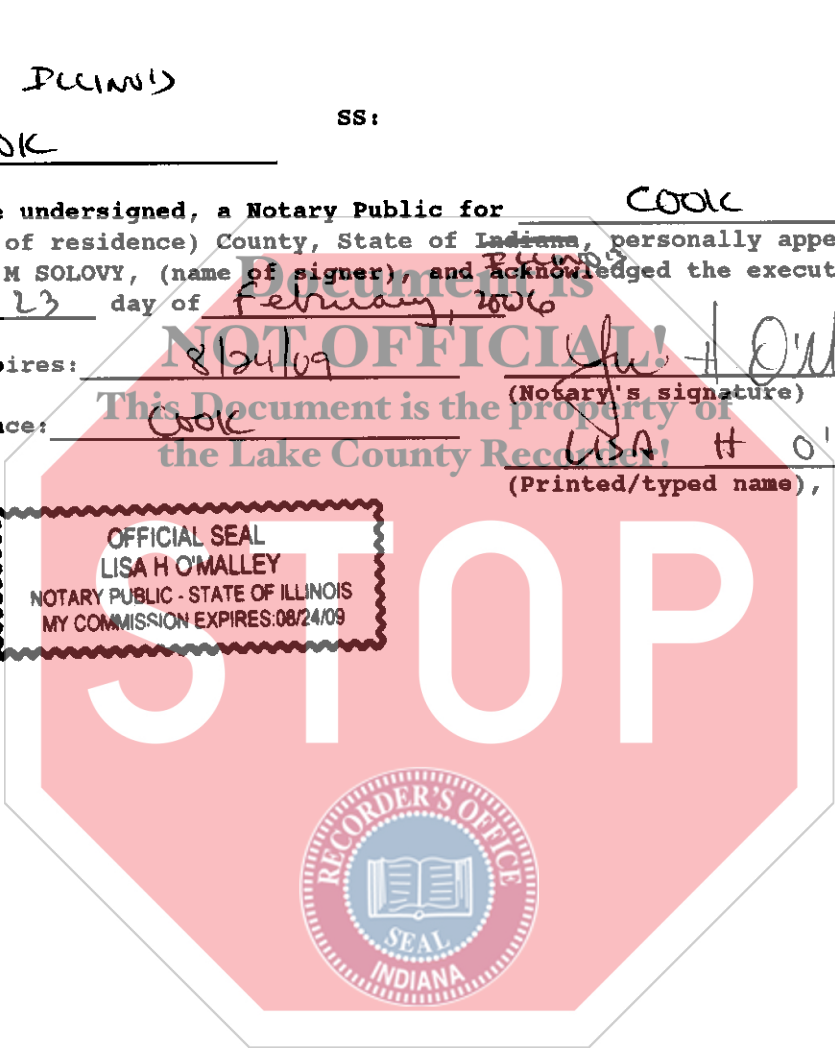 ILLINOIS
SS:
OOK
e undersigned, a Notary Public for COOK
of residence) County, State of Indiana, personally appe
Illinois
M SOLOVY, (name of signer), and acknowledged the execut
23 day of February, 2006
Document is
NOT OFFICIAL!
This Document is the property of
the Lake County Recorder!
pires: 8/24/09
Lisa H O'M
(Notary's signature)
nce: COOK
LISA H O'
(Printed/typed name),
OFFICIAL SEAL
LISA H O'MALLEY
NOTARY PUBLIC - STATE OF ILLINOIS
MY COMMISSION EXPIRES:08/24/09
STOP
RECORDER'S OFFICE
SEAL
INDIANA